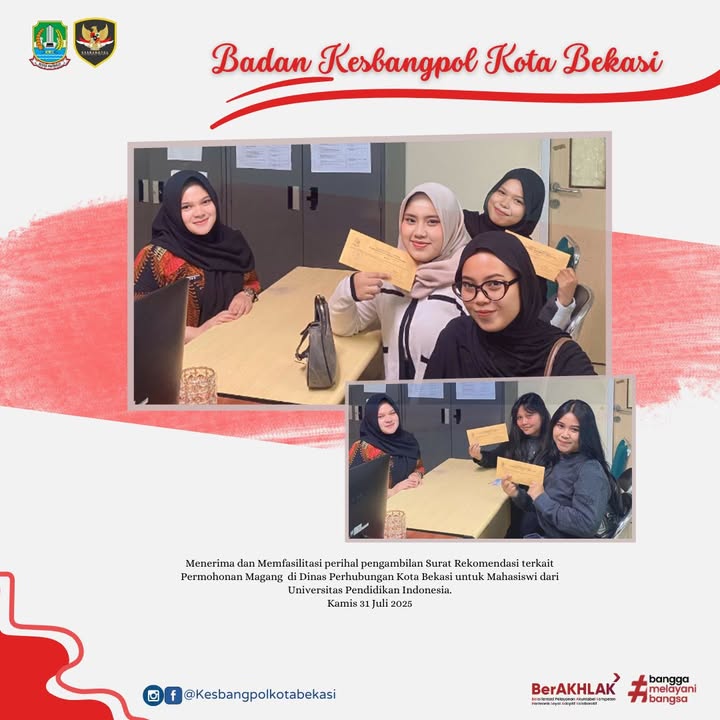 Badan Kesbangpol Kota Bekasi
Menerima dan Memfasilitasi perihal pengambilan Surat Rekomendasi terkait
Permohonan Magang di Dinas Perhubungan Kota Bekasi untuk Mahasiswi dari
Universitas Pendidikan Indonesia.
Kamis 31 Juli 2025
@Kesbangpolkotabekasi
BerAKHLAK
#bangga
melayani
bangsa